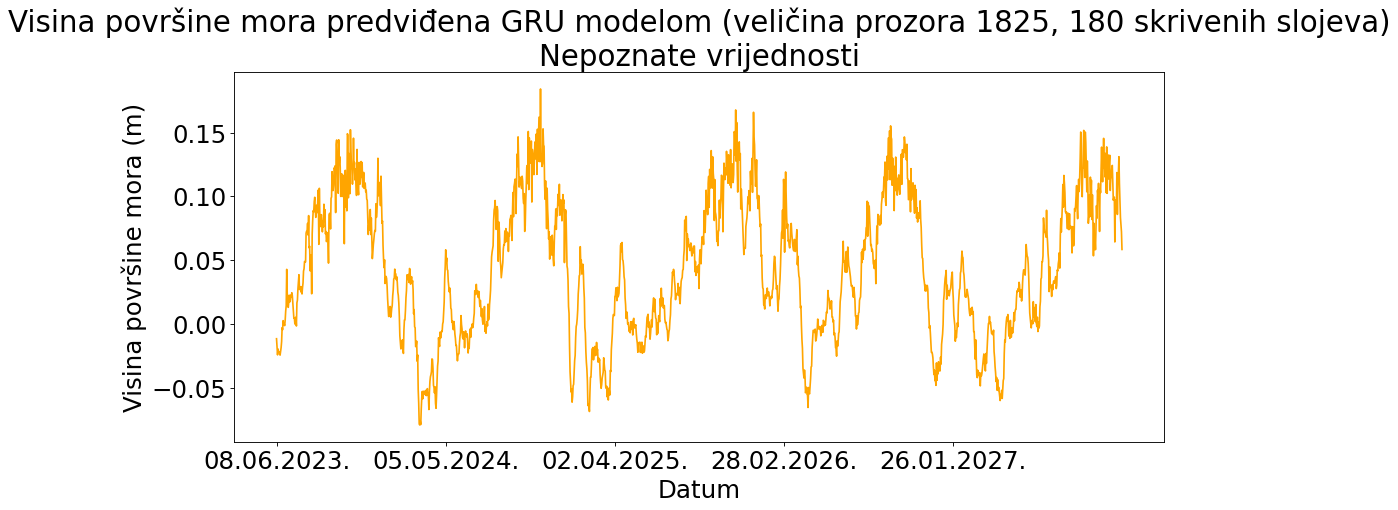 Visina površine mora predviđena GRU modelom (veličina prozora 1825, 180 skrivenih slojeva)
Nepoznate vrijednosti
Visina površine mora (m)
0.15
0.10
0.05
0.00
−0.05
08.06.2023. 05.05.2024. 02.04.2025. 28.02.2026. 26.01.2027.
Datum